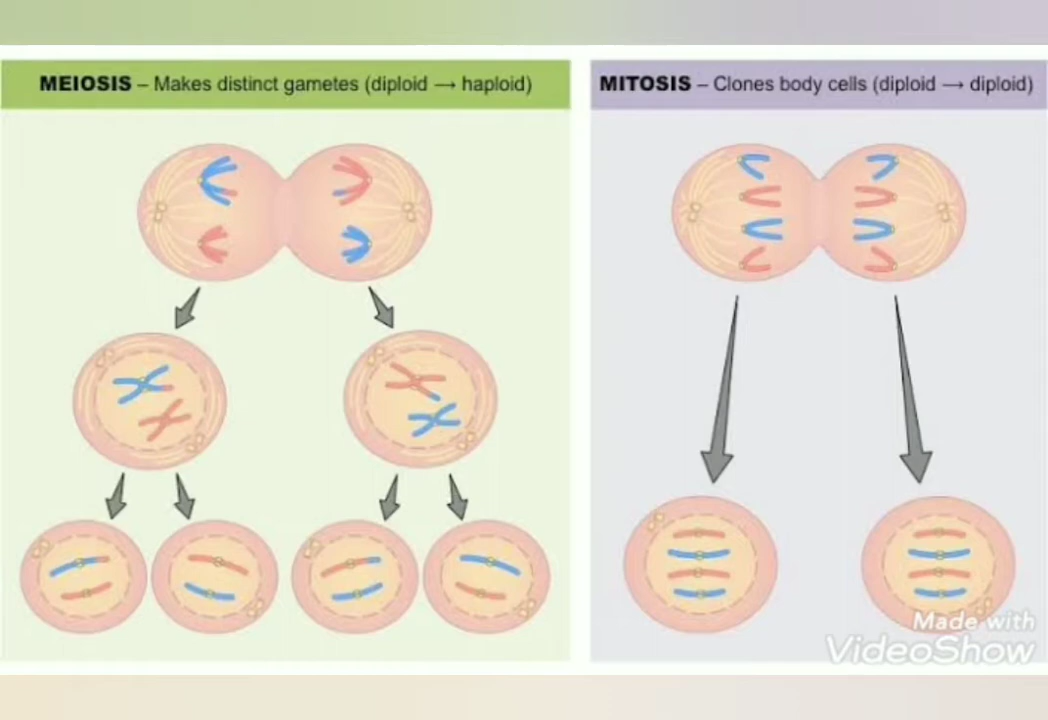 MEIOSIS – Makes distinct gametes (diploid → haploid)
MITOSIS – Clones body cells (diploid → diploid)
Made with
VideoShow